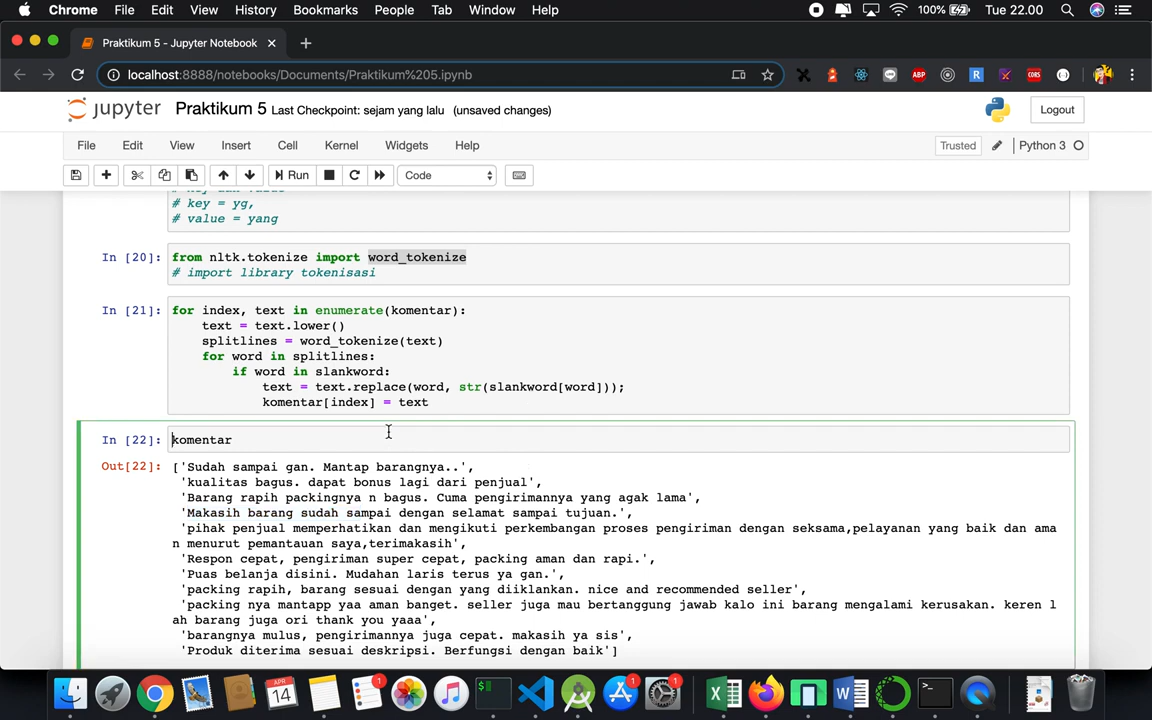 Chrome File Edit View History Bookmarks People Tab Window Help 100% Tue 22.00
Praktikum 5 - Jupyter Notebook
localhost:8888/notebooks/Documents/Praktikum%205.ipynb
ABP R CORS
jupyter Praktikum 5 Last Checkpoint: sejam yang lalu (unsaved changes) Logout
File Edit View Insert Cell Kernel Widgets Help Trusted Python 3
Run Code
# key = yg,
# value = yang
In [20]: from nltk.tokenize import word_tokenize
# import library tokenisasi
In [21]: for index, text in enumerate(komentar):
text = text.lower()
splitlines = word_tokenize(text)
for word in splitlines:
if word in slankword:
text = text.replace(word, str(slankword[word]));
komentar[index] = text
In [22]: komentar
Out[22]: ['Sudah sampai gan. Mantap barangnya..',
'kualitas bagus. dapat bonus lagi dari penjual',
'Barang rapih packingnya n bagus. Cuma pengirimannya yang agak lama',
'Makasih barang sudah sampai dengan selamat sampai tujuan.',
'pihak penjual memperhatikan dan mengikuti perkembangan proses pengiriman dengan seksama,pelayanan yang baik dan ama
n menurut pemantauan saya,terimakasih',
'Respon cepat, pengiriman super cepat, packing aman dan rapi.',
'Puas belanja disini. Mudahan laris terus ya gan.',
'packing rapih, barang sesuai dengan yang diiklankan. nice and recommended seller',
'packing nya mantapp yaa aman banget. seller juga mau bertanggung jawab kalo ini barang mengalami kerusakan. keren l
ah barang juga ori thank you yaaa',
'barangnya mulus, pengirimannya juga cepat. makasih ya sis',
'Produk diterima sesuai deskripsi. Berfungsi dengan baik']
APR
14
1
1
1